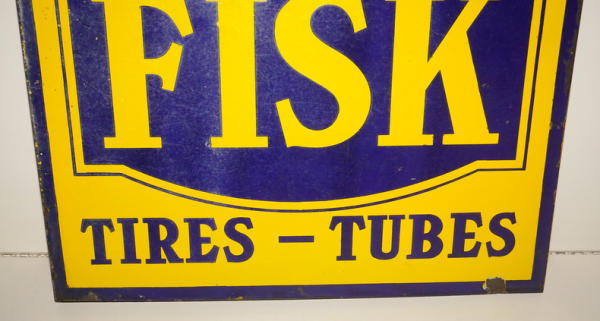 FISK
TIRES - TUBES